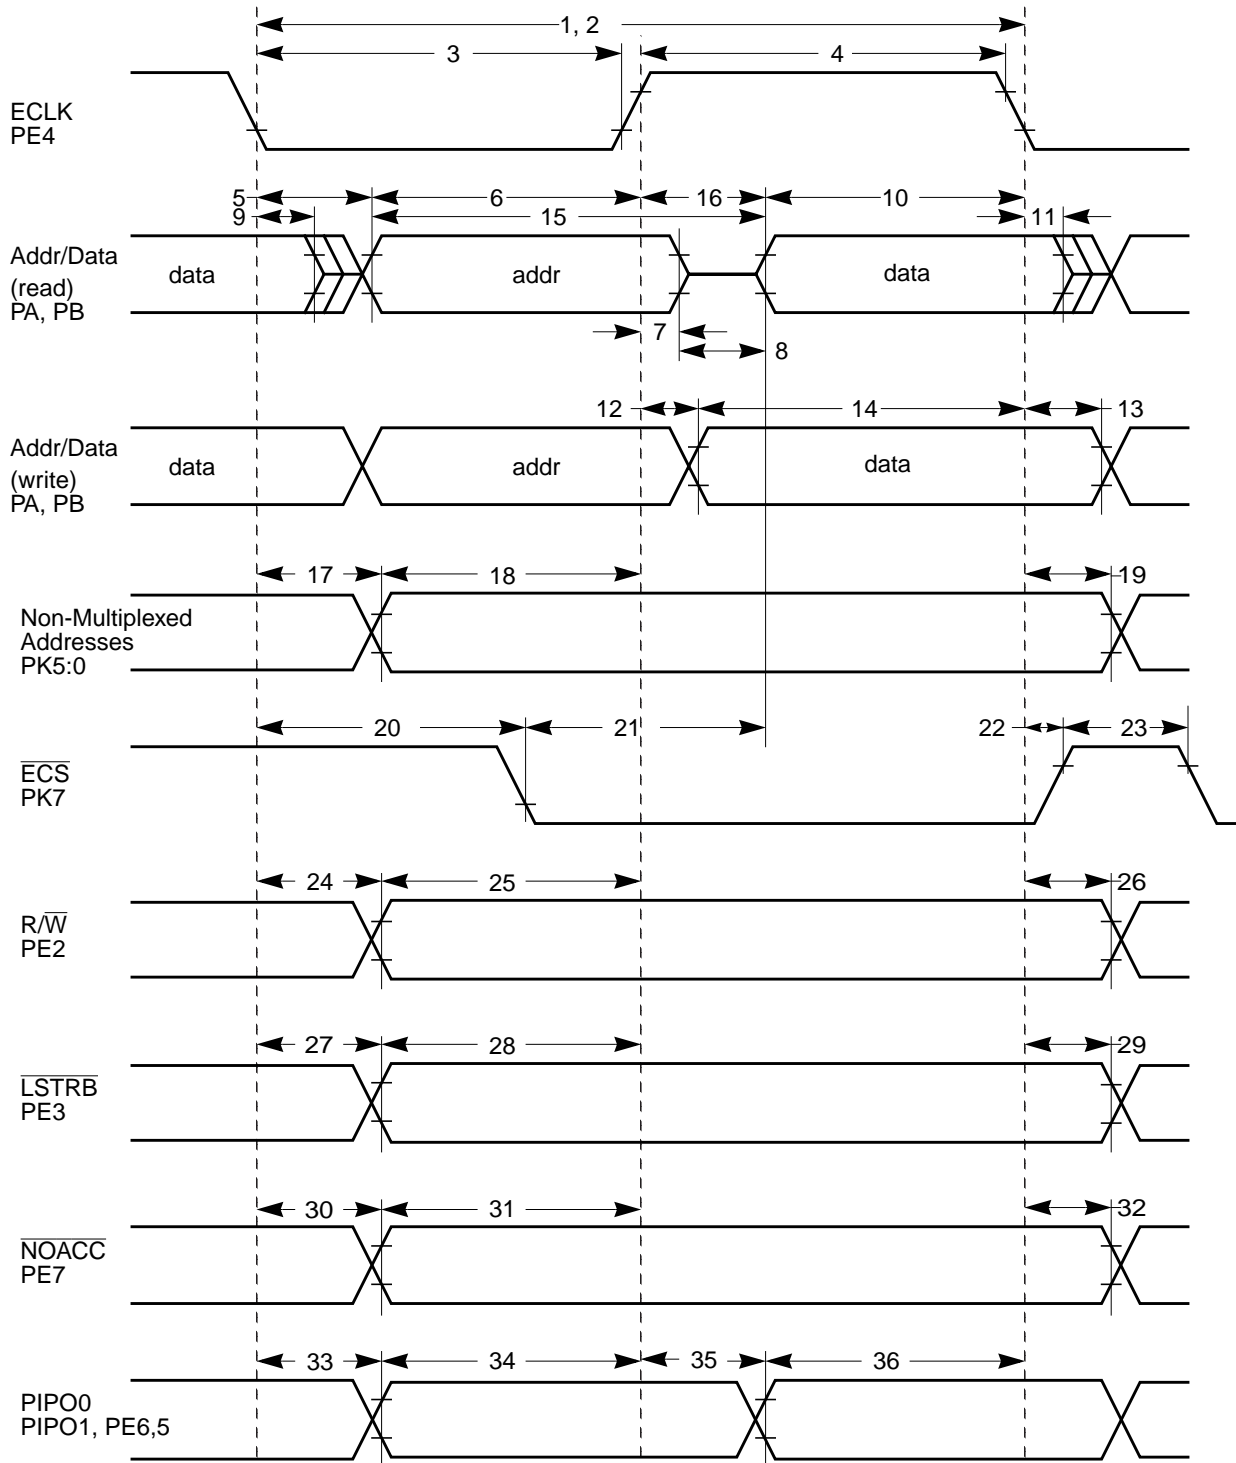 1, 2
3 4
ECLK
PE4
5 6 16 10
9 15 11
Addr/Data
(read)
PA, PB
data addr data
7
8
12 14 13
Addr/Data
(write)
PA, PB
data addr data
17 18 19
Non-Multiplexed
Addresses
PK5:0
20 21 22 23
ECS
PK7
24 25 26
R/W
PE2
27 28 29
LSTRB
PE3
30 31 32
NOACC
PE7
33 34 35 36
PIPO0
PIPO1, PE6,5